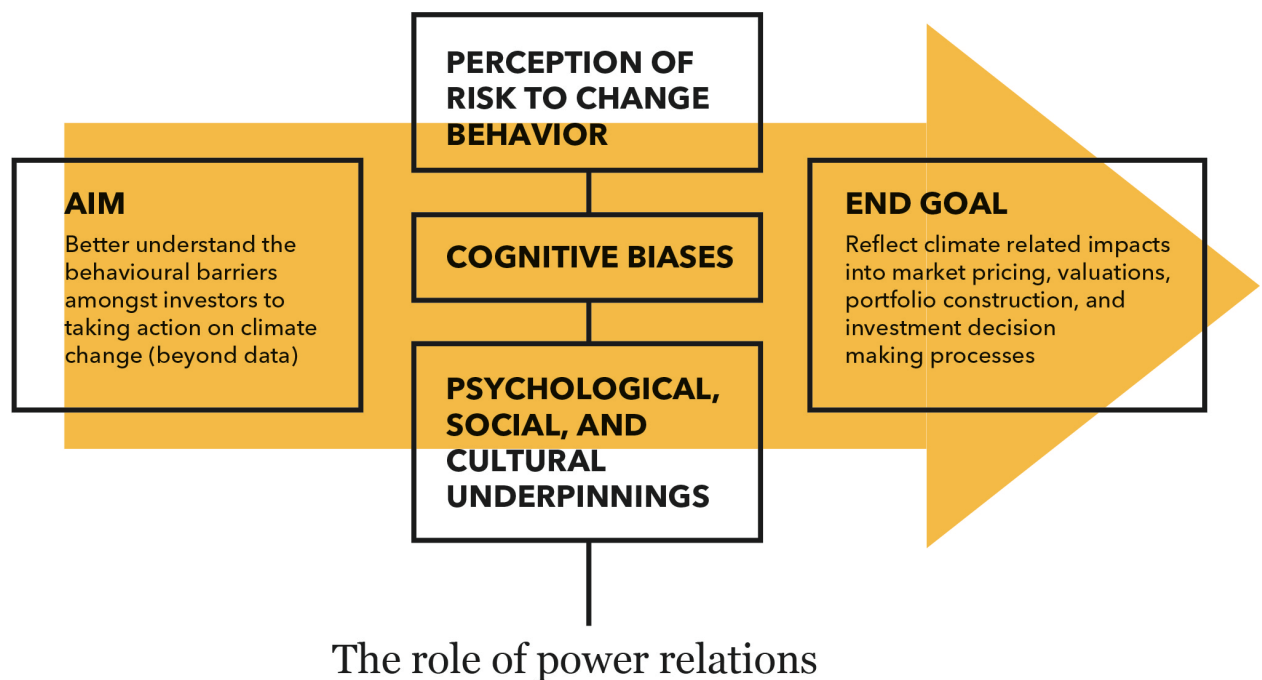 PERCEPTION OF
RISK TO CHANGE
BEHAVIOR
AIM
Better understand the
behavioural barriers
amongst investors to
taking action on climate
change (beyond data)
COGNITIVE BIASES
PSYCHOLOGICAL,
SOCIAL, AND
CULTURAL
UNDERPINNINGS
END GOAL
Reflect climate related impacts
into market pricing, valuations,
portfolio construction, and
investment decision
making processes
The role of power relations